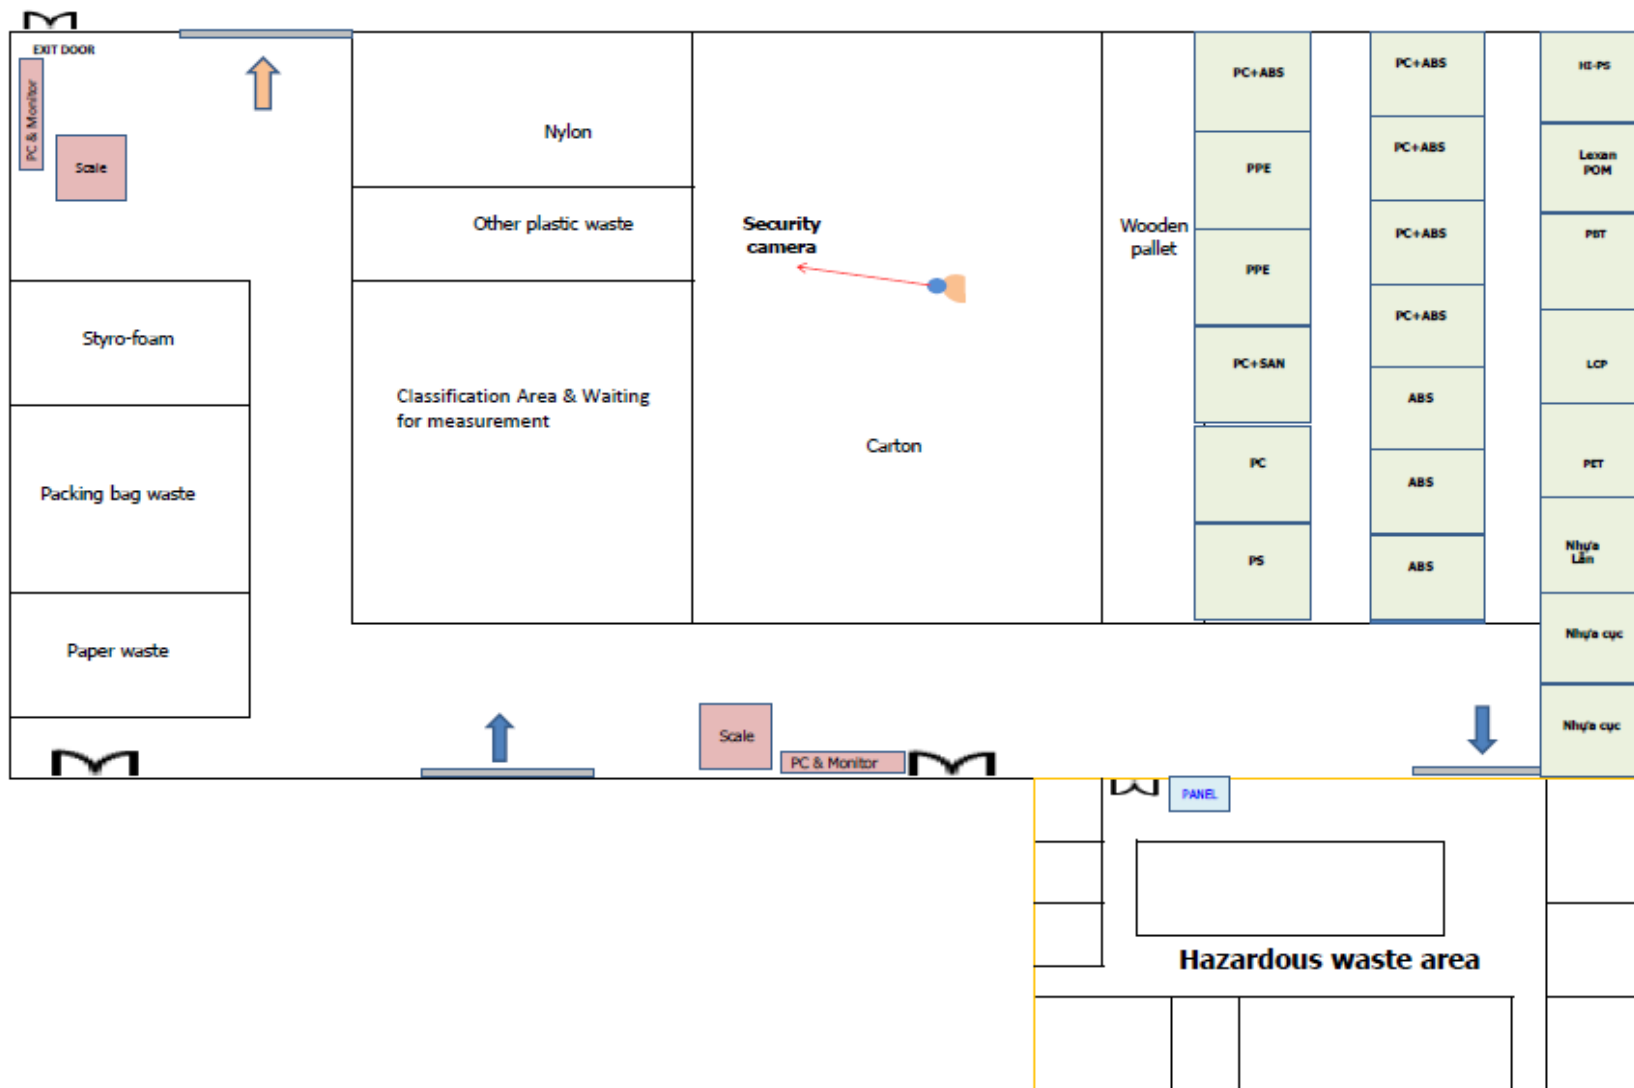 EXIT DOOR
PC & Monitor
Scale
Nylon
Other plastic waste
Styro-foam
Packing bag waste
Paper waste
Classification Area & Waiting
for measurement
Security
camera
Carton
Wooden
pallet
PC+ABS
PPE
PPE
PC+SAN
PC
PS
PC+ABS
PC+ABS
PC+ABS
PC+ABS
ABS
ABS
ABS
HI-PS
Lexan
POM
PBT
LCP
PET
Nhựa
Lẫn
Nhựa cục
Nhựa cục
Scale
PC & Monitor
PANEL
Hazardous waste area